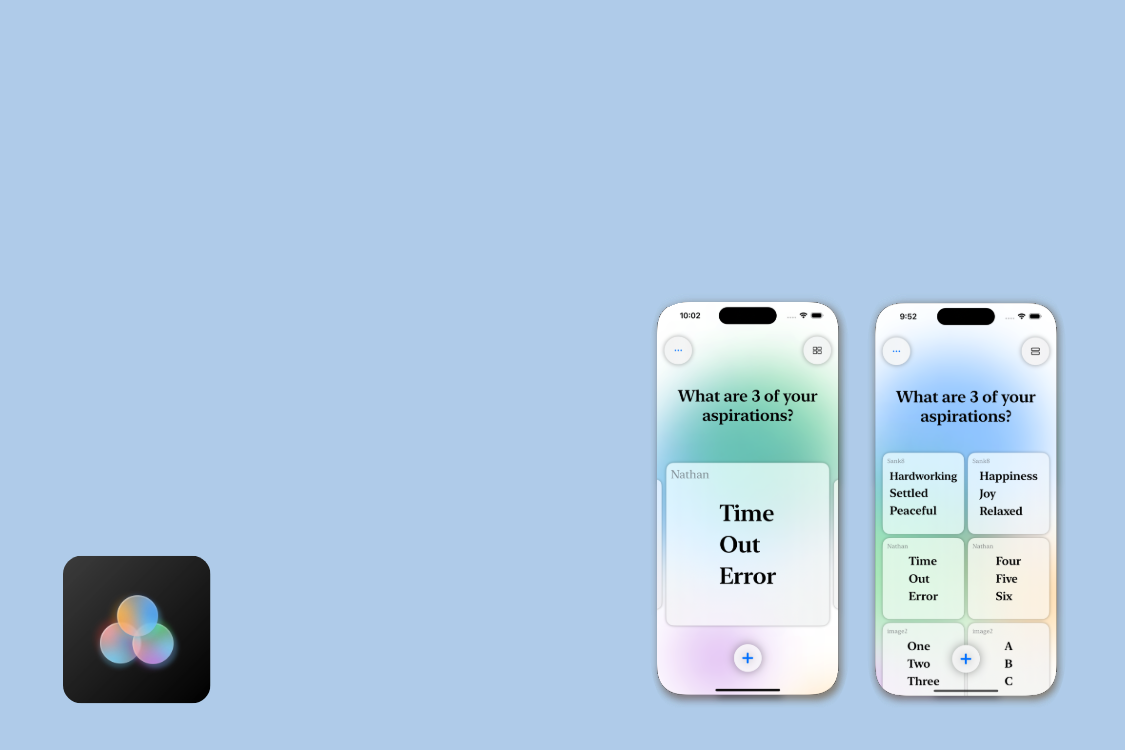 10:02
What are 3 of your
aspirations?
Nathan
Time
Out
Error
9:52
What are 3 of your
aspirations?
Hardworking
Settled
Peaceful
Happiness
Joy
Relaxed
Nathan
Time
Out
Error
Nathan
Four
Five
Six
image2
One
Two
Three
image2
A
B
C